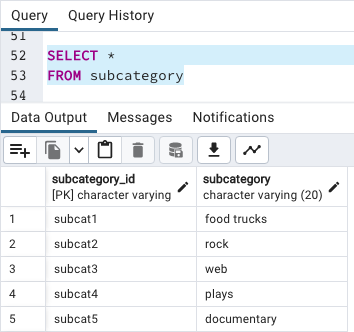 Query Query History
51
52 SELECT *
53 FROM subcategory
54
Data Output Messages Notifications
subcategory_id subcategory
[PK] character varying character varying (20)
1 subcat1 food trucks
2 subcat2 rock
3 subcat3 web
4 subcat4 plays
5 subcat5 documentary